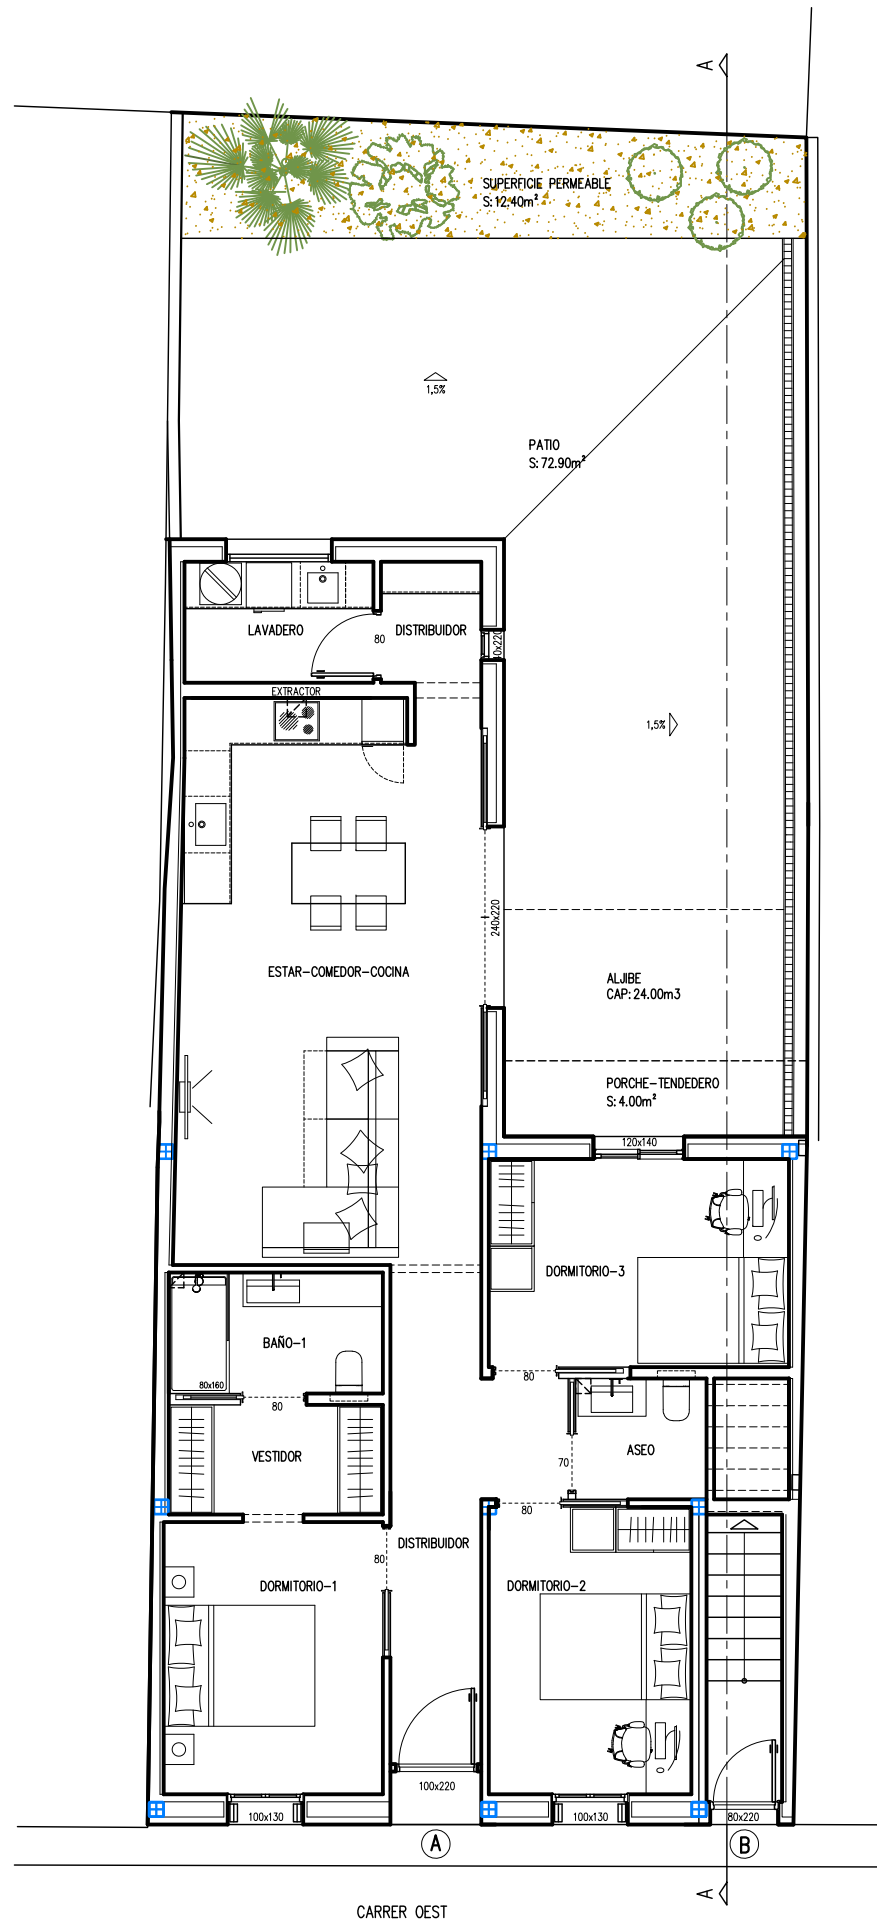 A
SUPERFICIE PERMEABLE
S:12.40m²
1,5%
PATIO
S: 72.90m²
LAVADERO
80
DISTRIBUIDOR
40x220
EXTRACTOR
1,5%
240x220
ESTAR-COMEDOR-COCINA
ALJIBE
CAP: 24.00m3
PORCHE-TENDEDERO
S: 4.00m²
120x140
DORMITORIO-3
BAÑO-1
80x160
80
80
VESTIDOR
ASEO
70
80
DISTRIBUIDOR
80
DORMITORIO-1
DORMITORIO-2
100x220
100x130
100x130
80x220
A
B
A
CARRER OEST